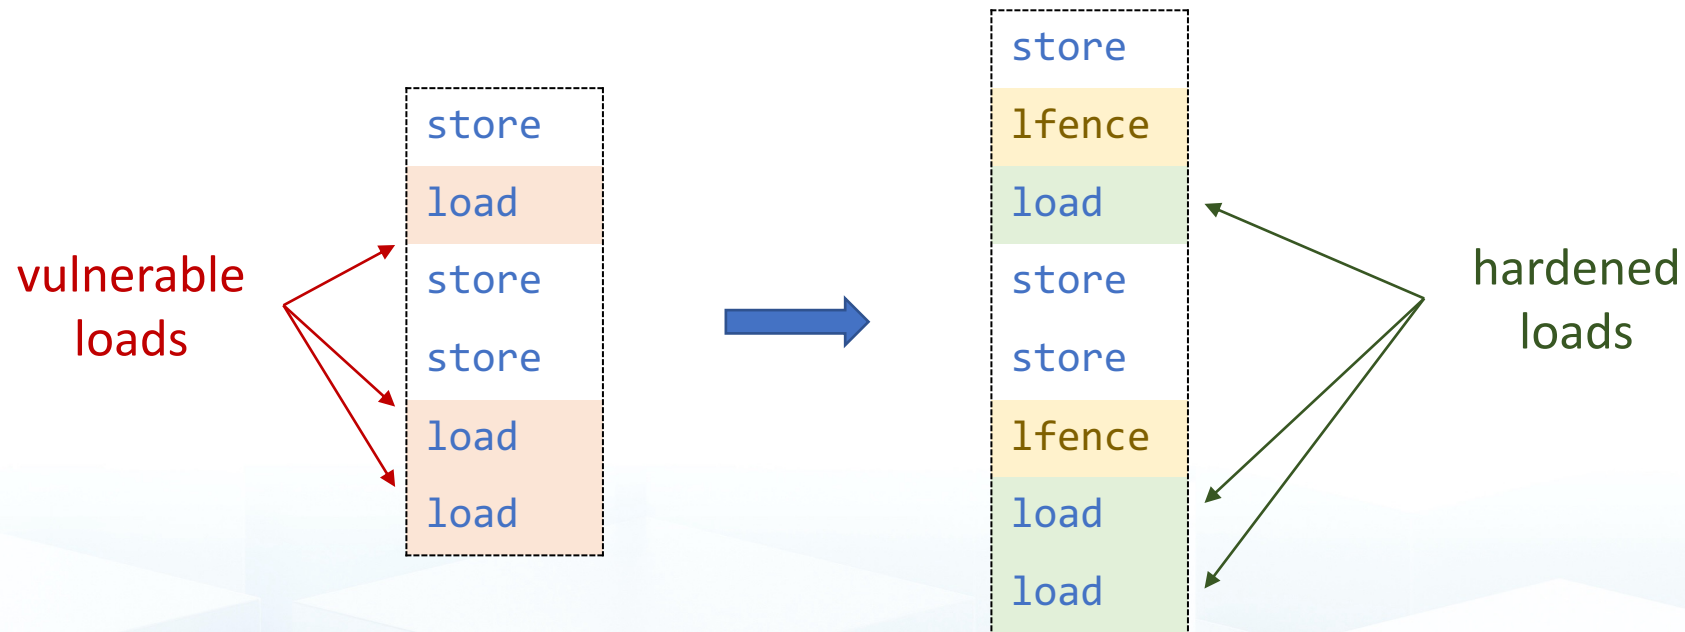 vulnerable
loads
store
load
store
store
load
load
store
lfence
load
store
store
lfence
load
load
hardened
loads